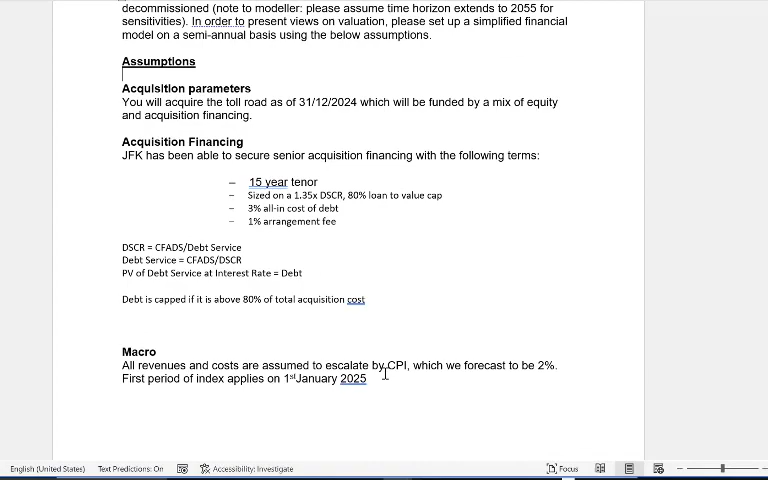 decommissioned (note to modeller: please assume time horizon extends to 2055 for
sensitivities). In order to present views on valuation, please set up a simplified financial
model on a semi-annual basis using the below assumptions.
Assumptions
Acquisition parameters
You will acquire the toll road as of 31/12/2024 which will be funded by a mix of equity
and acquisition financing.
Acquisition Financing
JFK has been able to secure senior acquisition financing with the following terms:
– 15 year tenor
– Sized on a 1.35x DSCR, 80% loan to value cap
– 3% all-in cost of debt
– 1% arrangement fee
DSCR = CFADS/Debt Service
Debt Service = CFADS/DSCR
PV of Debt Service at Interest Rate = Debt
Debt is capped if it is above 80% of total acquisition cost
Macro
All revenues and costs are assumed to escalate by CPI, which we forecast to be 2%.
First period of index applies on 1st January 2025
English (United States) Text Predictions: On Accessibility: Investigate Focus